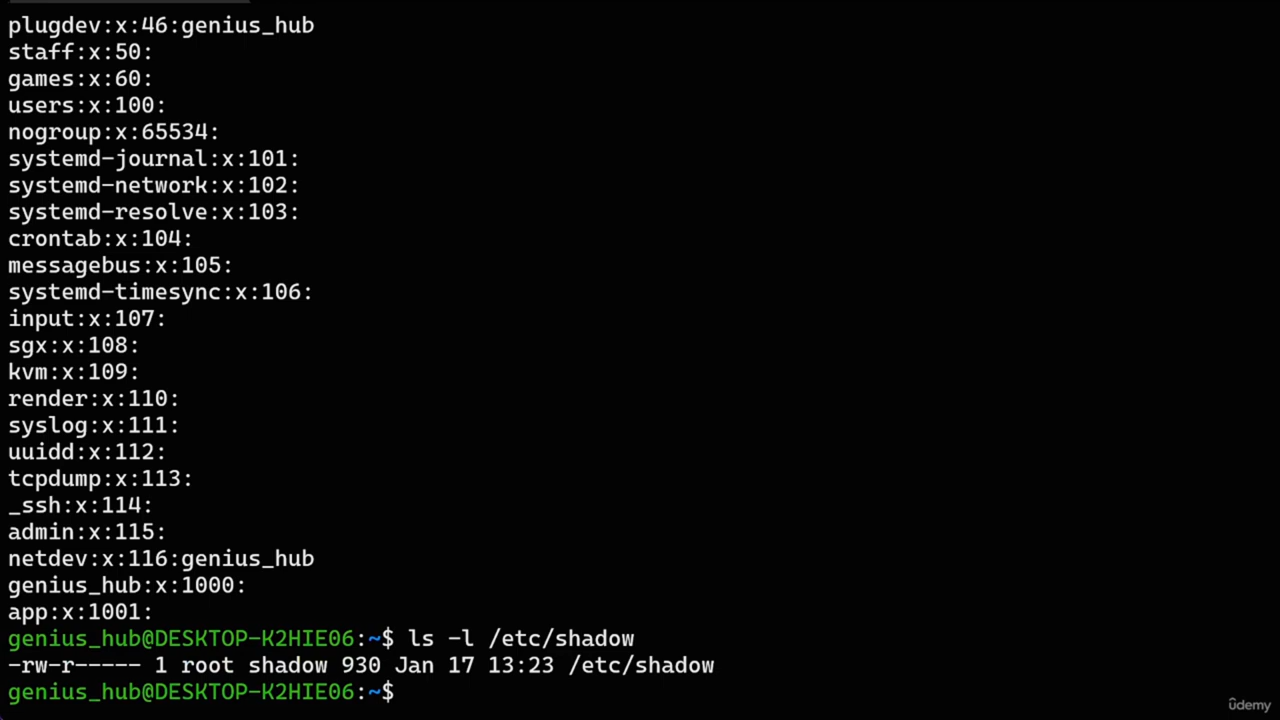 plugdev:x:46:genius_hub
staff:x:50:
games:x:60:
users:x:100:
nogroup:x:65534:
systemd-journal:x:101:
systemd-network:x:102:
systemd-resolve:x:103:
crontab:x:104:
messagebus:x:105:
systemd-timesync:x:106:
input:x:107:
sgx:x:108:
kvm:x:109:
render:x:110:
syslog:x:111:
uuidd:x:112:
tcpdump:x:113:
_ssh:x:114:
admin:x:115:
netdev:x:116:genius_hub
genius_hub:x:1000:
app:x:1001:
genius_hub@DESKTOP-K2HIE06:~$ ls -l /etc/shadow
-rw-r----- 1 root shadow 930 Jan 17 13:23 /etc/shadow
genius_hub@DESKTOP-K2HIE06:~$
ûdemy